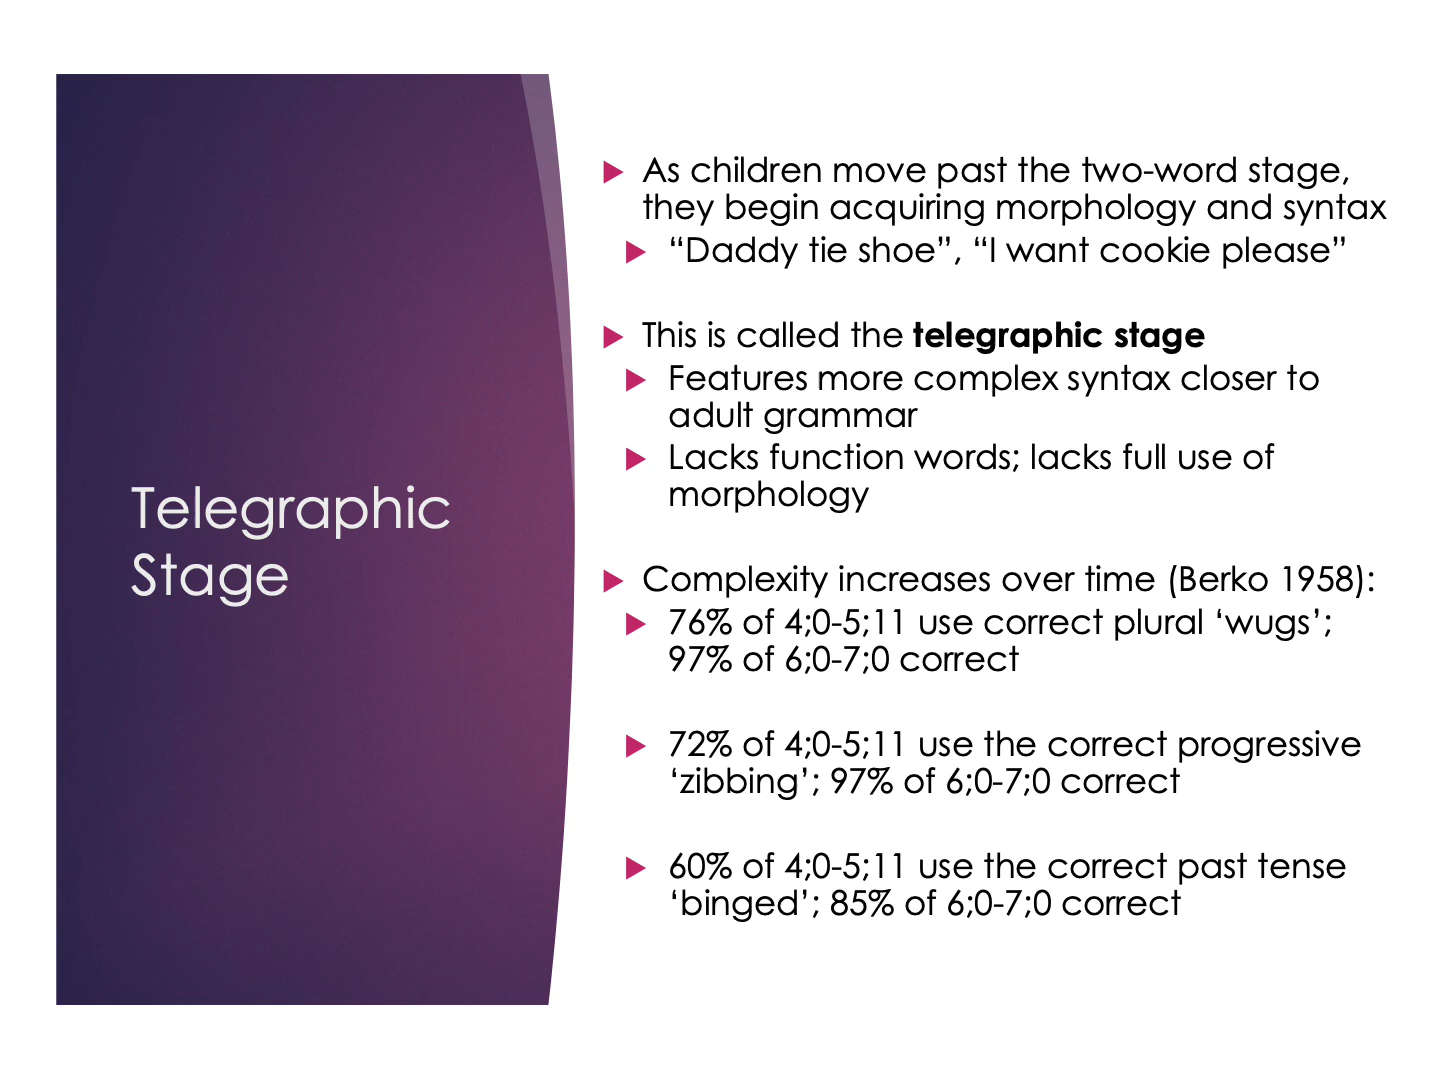 Telegraphic
Stage
As children move past the two-word stage,
they begin acquiring morphology and syntax
“Daddy tie shoe”, “I want cookie please”
This is called the telegraphic stage
Features more complex syntax closer to
adult grammar
Lacks function words; lacks full use of
morphology
Complexity increases over time (Berko 1958):
76% of 4;0-5;11 use correct plural ‘wugs’;
97% of 6;0-7;0 correct
72% of 4;0-5;11 use the correct progressive
‘zibbing’; 97% of 6;0-7;0 correct
60% of 4;0-5;11 use the correct past tense
‘binged’; 85% of 6;0-7;0 correct